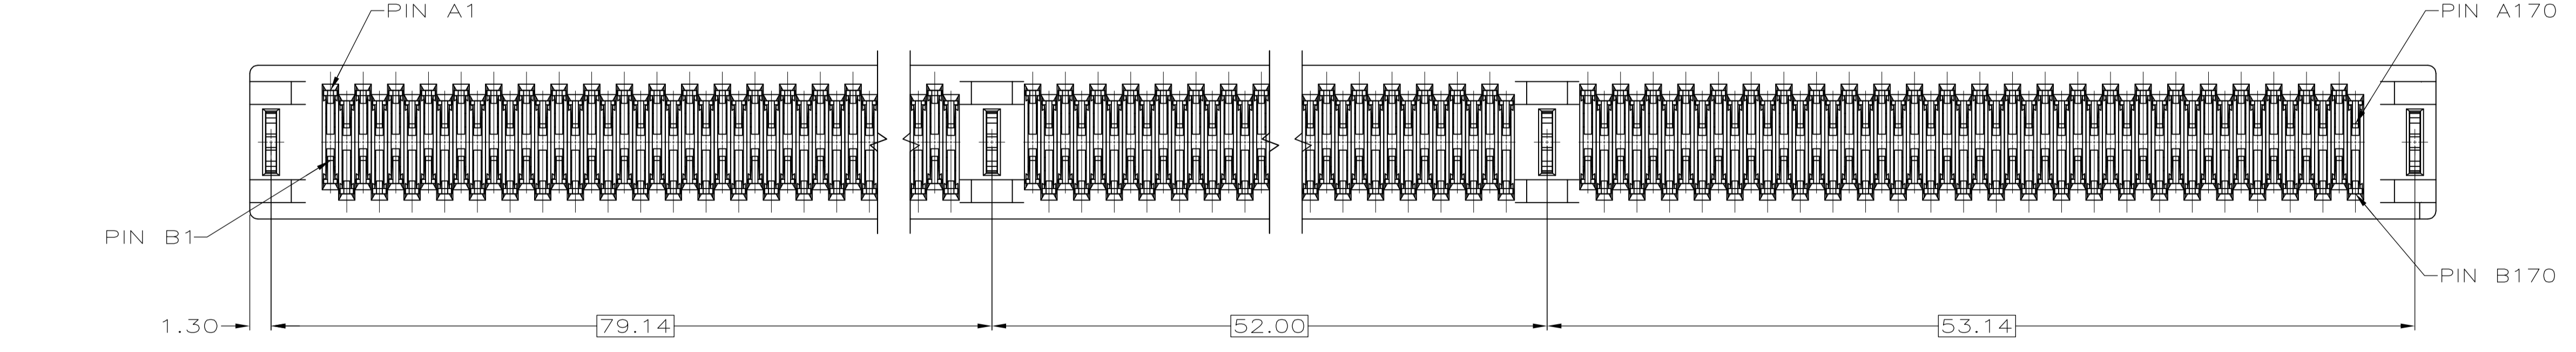 PIN A1
PIN A170
PIN B1
PIN B170
1.30
79.14
52.00
53.14